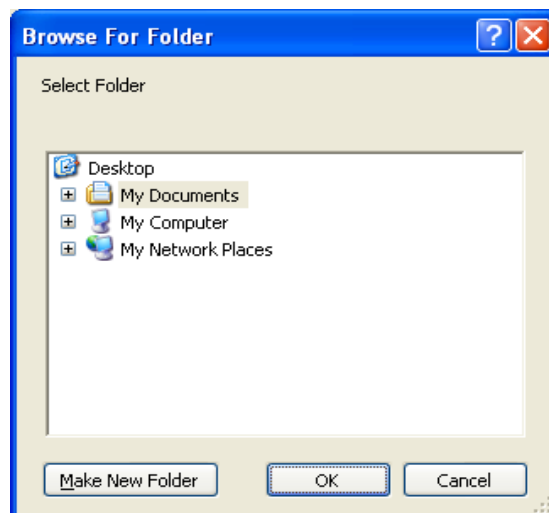 Browse For Folder
Select Folder
Desktop
My Documents
My Computer
My Network Places
Make New Folder OK Cancel